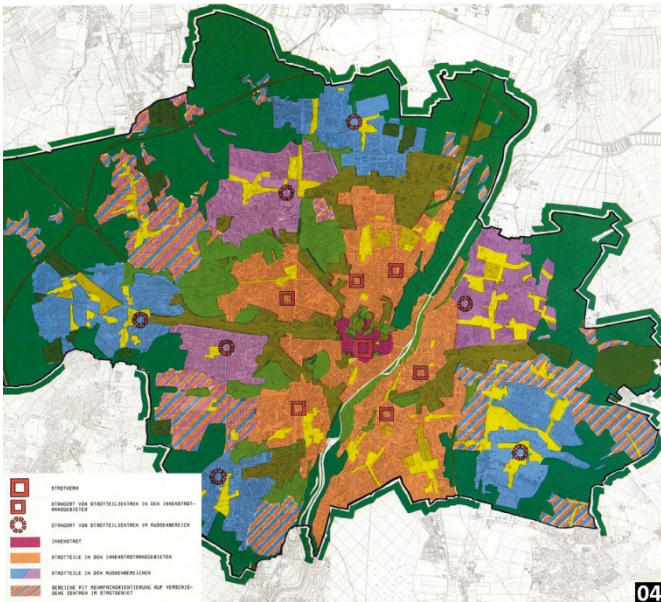 STADTKERN
STANDORT VON STADTTEILZENTREN IN DEN INNENSTADT-
RANDGEBIETEN
STANDORT VON STADTTEILZENTREN IM AUSSENBEREICH
INNENSTADT
STADTTEILE IN DEN INNENSTADTRANDGEBIETEN
STADTTEILE IN DEN AUSSENBEREICHEN
BEREICHE MIT MEHRFACHORIENTIERUNG AUF VERSCHIE-
DENE ZENTREN IM STADTGEBIET
04